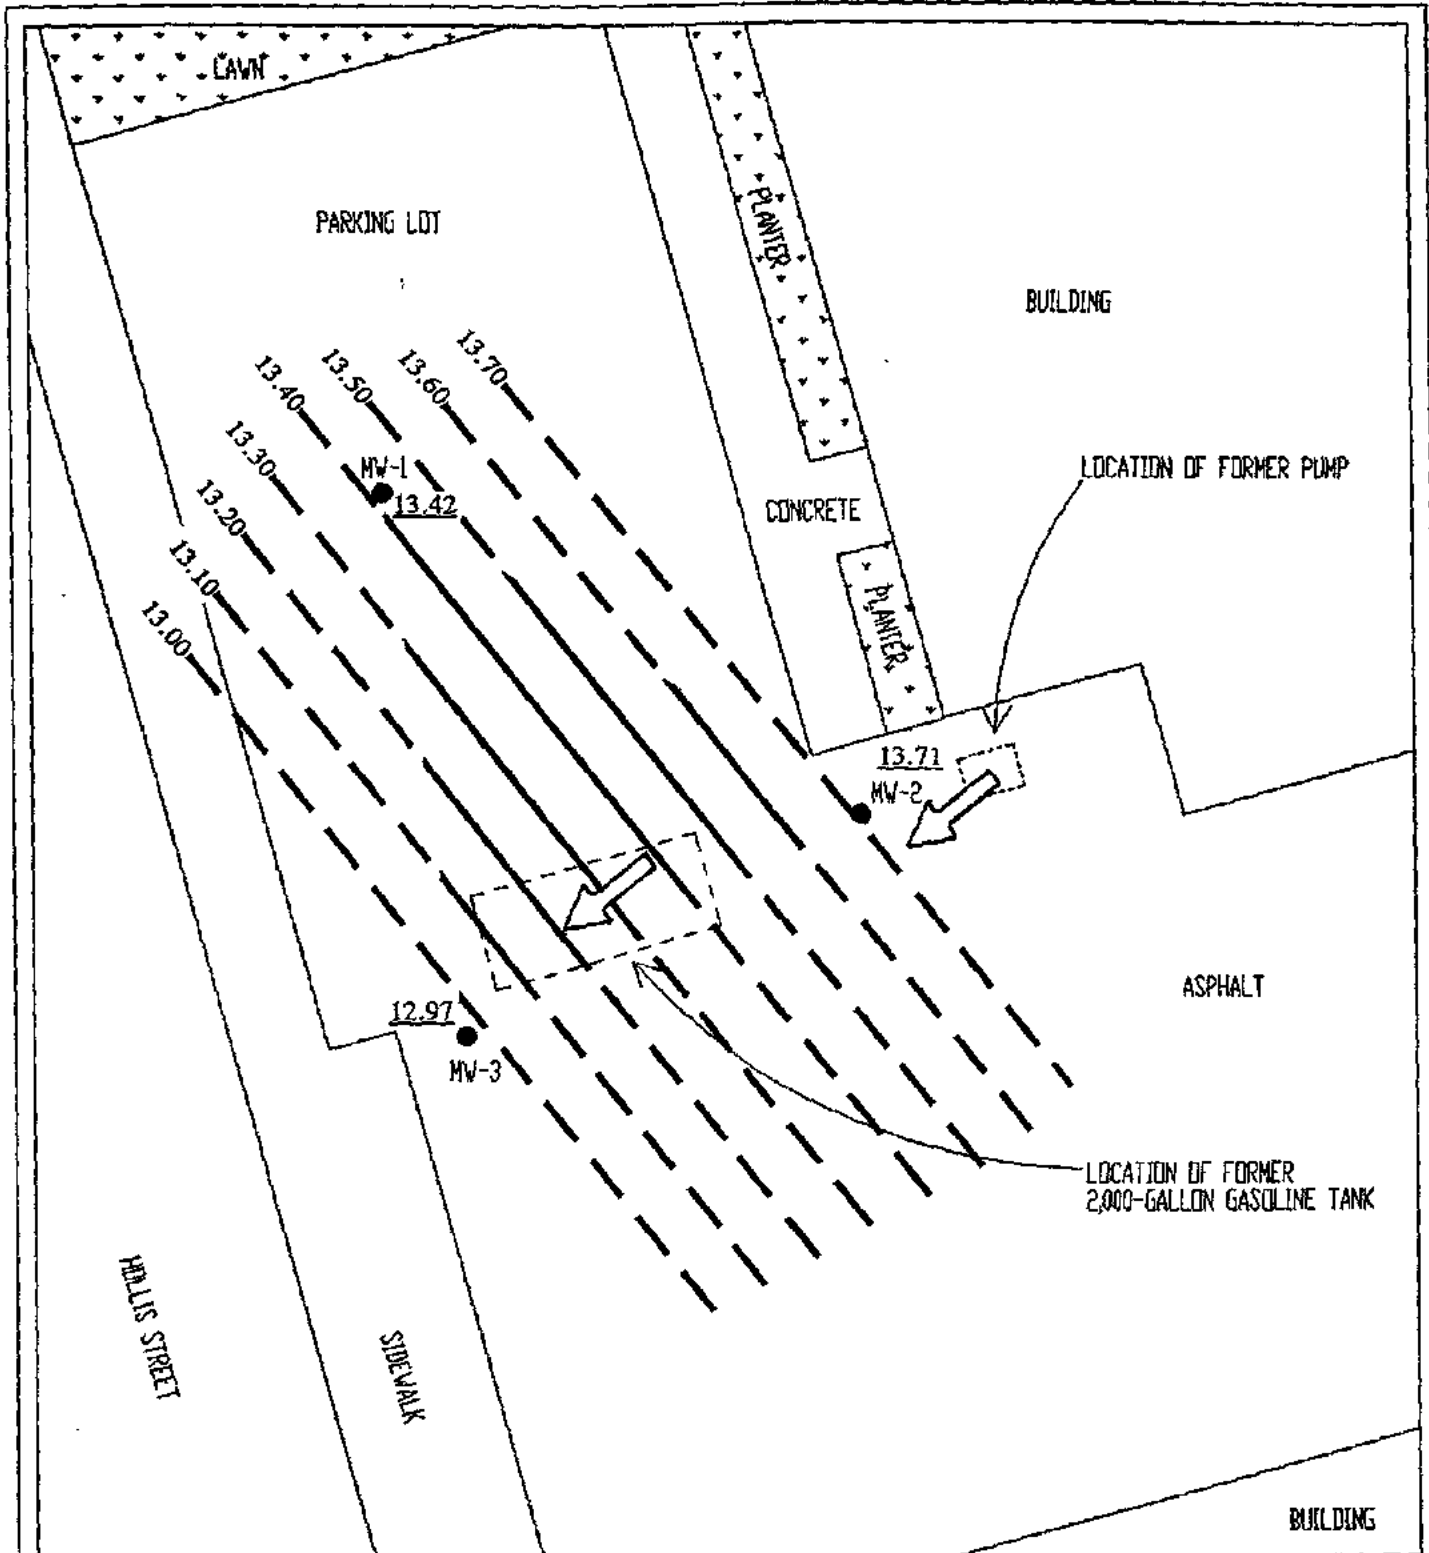 LAWN
PARKING LOT
PLANTER
BUILDING
13.70
13.60
13.50
13.40
13.30
13.20
13.10
13.00
MW-1
13.42
LOCATION OF FORMER PUMP
CONCRETE
PLANTER
13.71
MW-2
ASPHALT
12.97
MW-3
LOCATION OF FORMER
2,000-GALLON GASOLINE TANK
HOLLIS STREET
SIDEWALK
BUILDING